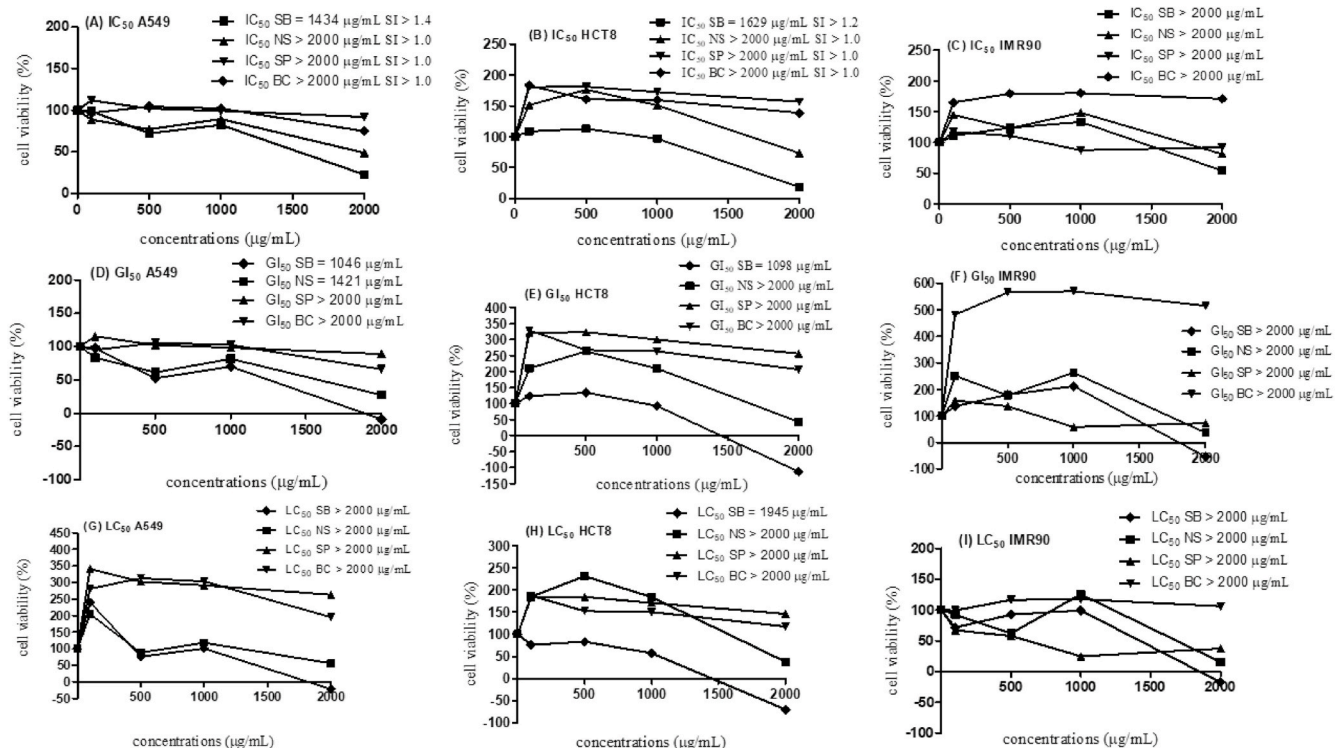 (A) IC50 A549
IC50 SB = 1434 µg/mL SI > 1.4
IC50 NS > 2000 µg/mL SI > 1.0
IC50 SP > 2000 µg/mL SI > 1.0
IC50 BC > 2000 µg/mL SI > 1.0
cell viability (%)
200
150
100
50
0
0 500 1000 1500 2000
concentrations (µg/mL)
(B) IC50 HCT8
IC50 SB = 1629 µg/mL SI > 1.2
IC50 NS > 2000 µg/mL SI > 1.0
IC50 SP > 2000 µg/mL SI > 1.0
IC50 BC > 2000 µg/mL SI > 1.0
cell viability (%)
250
200
150
100
50
0
0 500 1000 1500 2000
concentrations (µg/mL)
(C) IC50 IMR90
IC50 SB > 2000 µg/mL
IC50 NS > 2000 µg/mL
IC50 SP > 2000 µg/mL
IC50 BC > 2000 µg/mL
cell viability (%)
250
200
150
100
50
0
0 500 1000 1500 2000
concentrations (µg/mL)
(D) GI50 A549
GI50 SB = 1046 µg/mL
GI50 NS = 1421 µg/mL
GI50 SP > 2000 µg/mL
GI50 BC > 2000 µg/mL
cell viability (%)
200
150
100
50
0
-50
-100
500 1000 1500 2000
concentrations (µg/mL)
(E) GI50 HCT8
GI50 SB = 1098 µg/mL
GI50 NS > 2000 µg/mL
GI50 SP > 2000 µg/mL
GI50 BC > 2000 µg/mL
cell viability (%)
400
350
300
250
200
150
100
50
0
-50
-100
-150
500 1000 1500 2000
concentrations (µg/mL)
(F) GI50 IMR90
GI50 SB > 2000 µg/mL
GI50 NS > 2000 µg/mL
GI50 SP > 2000 µg/mL
GI50 BC > 2000 µg/mL
cell viability (%)
600
500
400
300
200
100
0
-100
500 1000 1500 2000
concentrations (µg/mL)
(G) LC50 A549
LC50 SB > 2000 µg/mL
LC50 NS > 2000 µg/mL
LC50 SP > 2000 µg/mL
LC50 BC > 2000 µg/mL
cell viability (%)
450
400
350
300
250
200
150
100
50
0
-50
500 1000 1500 2000
concentrations (µg/mL)
(H) LC50 HCT8
LC50 SB = 1945 µg/mL
LC50 NS > 2000 µg/mL
LC50 SP > 2000 µg/mL
LC50 BC > 2000 µg/mL
cell viability (%)
300
250
200
150
100
50
0
-50
-100
500 1000 1500 2000
concentrations (µg/mL)
(I) LC50 IMR90
LC50 SB > 2000 µg/mL
LC50 NS > 2000 µg/mL
LC50 SP > 2000 µg/mL
LC50 BC > 2000 µg/mL
cell viability (%)
200
150
100
50
0
-50
-100
500 1000 1500 2000
concentrations (µg/mL)